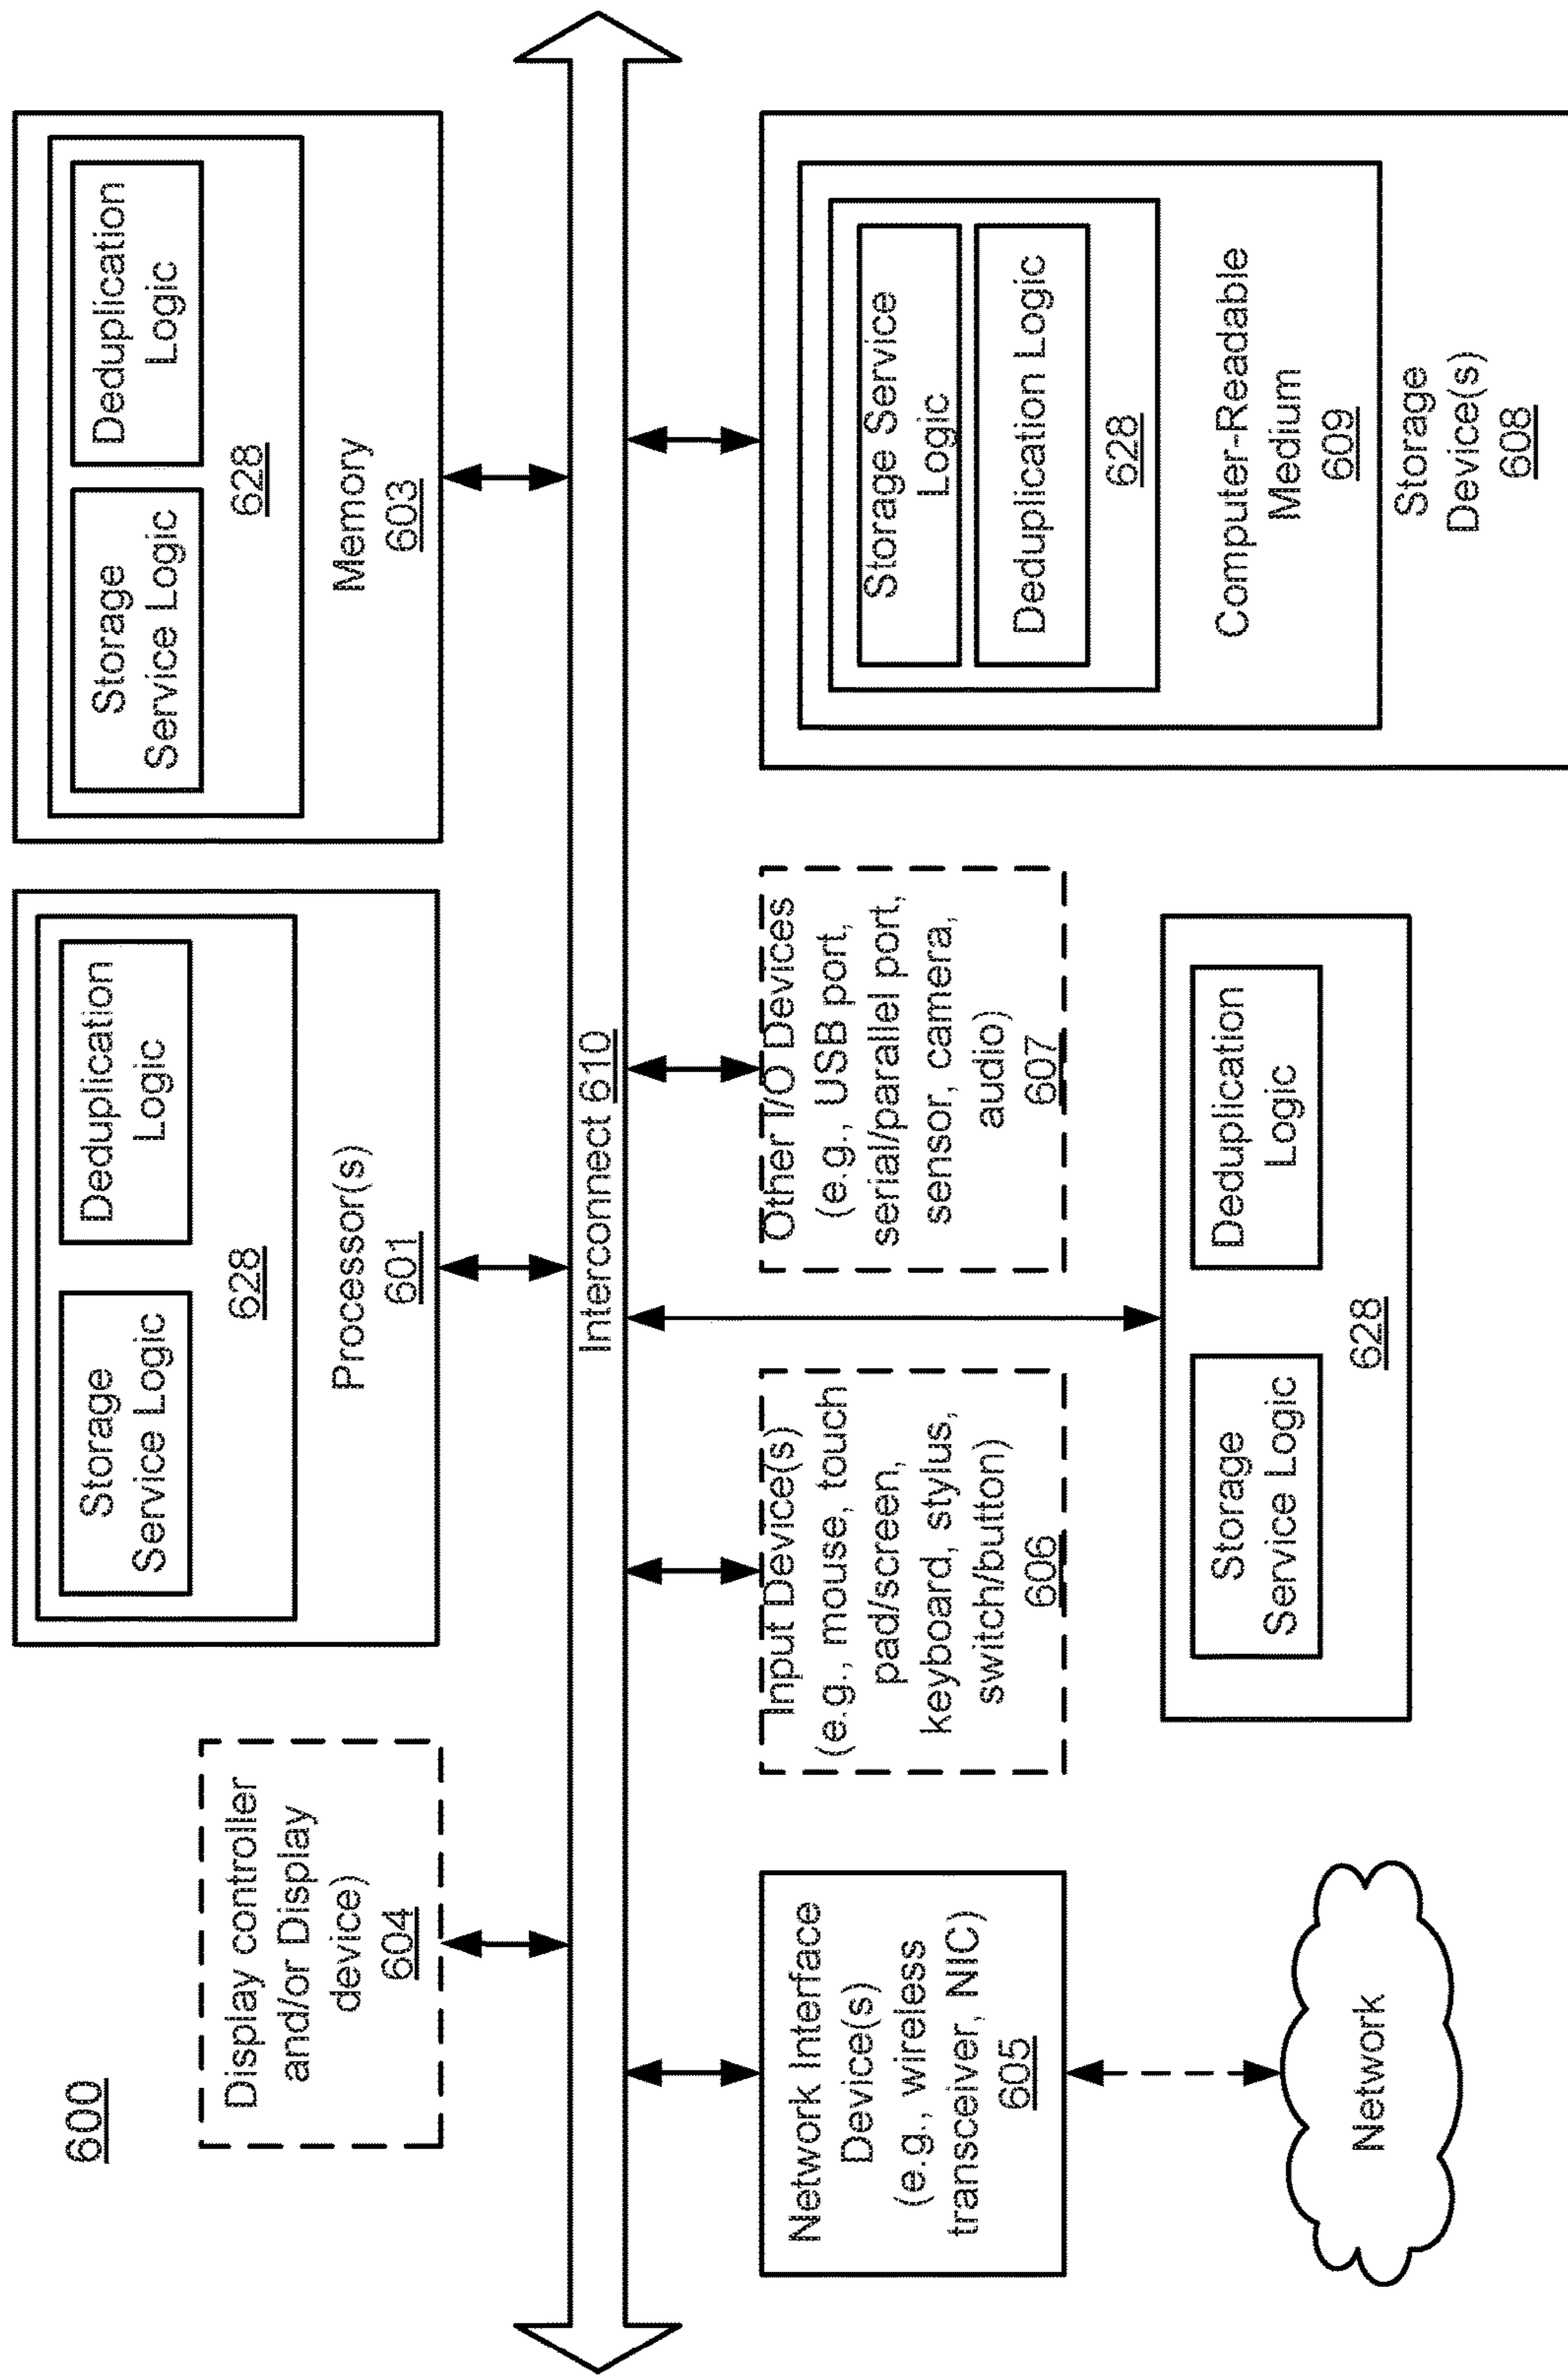 600
Display controller
and/or Display
device)
604
Storage
Service Logic
Deduplication
Logic
628
Processor(s)
601
Storage
Service Logic
Deduplication
Logic
628
Memory
603
Interconnect 610
Network Interface
Device(s)
(e.g., wireless
transceiver, NIC)
605
Network
Input Device(s)
(e.g., mouse, touch
pad/screen,
keyboard, stylus,
switch/button)
606
Other I/O Devices
(e.g., USB port,
serial/parallel port,
sensor, camera,
audio)
607
Storage
Service Logic
Deduplication
Logic
628
Storage Service
Logic
Deduplication Logic
628
Computer-Readable
Medium
609
Storage
Device(s)
608